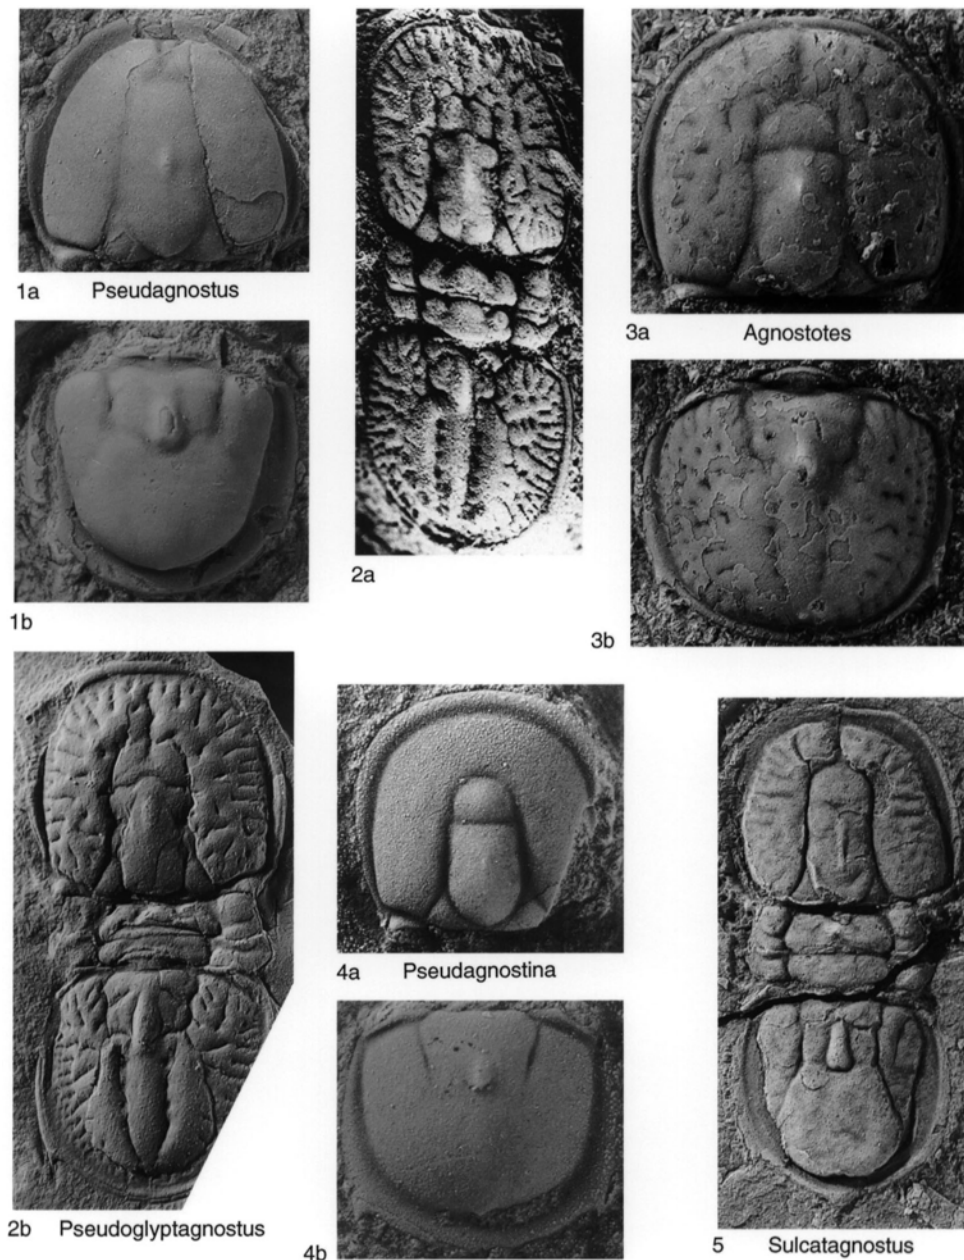 1a Pseudagnostus
3a Agnostotes
2a
1b
3b
4a Pseudagnostina
2b Pseudoglyptagnostus
4b
5 Sulcatagnostus